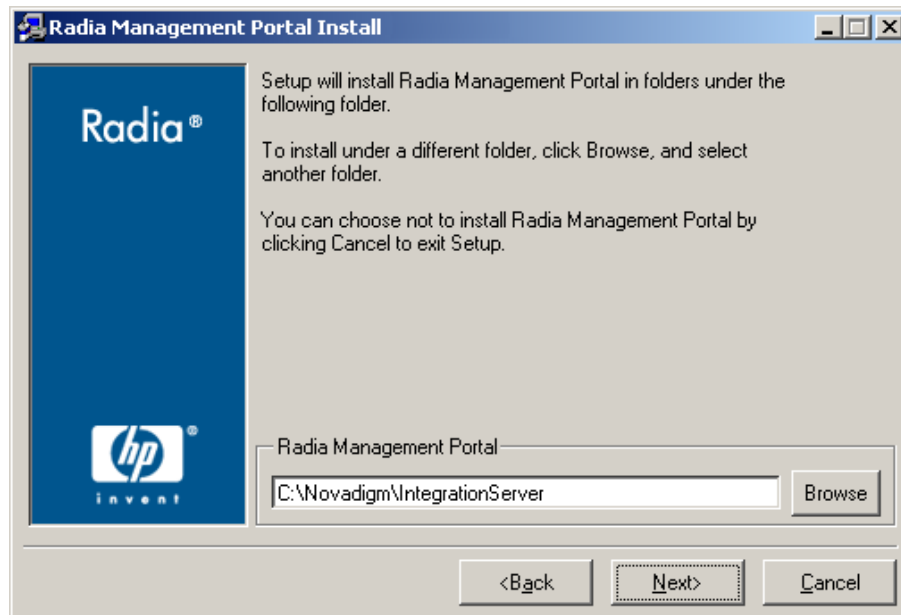 Radia Management Portal Install
Radia®
Setup will install Radia Management Portal in folders under the
following folder.
To install under a different folder, click Browse, and select
another folder.
You can choose not to install Radia Management Portal by
clicking Cancel to exit Setup.
hp®
invent
Radia Management Portal
C:\Novadigm\IntegrationServer
Browse
<Back
Next>
Cancel